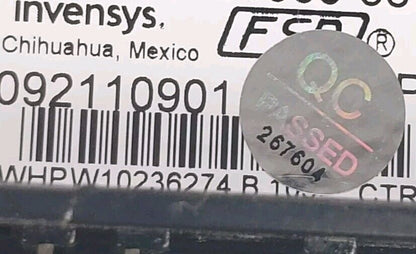 invensys.
Chihuahua, Mexico
FSP ®
092110901
QC
PASSED
267604
P
WHPW10236274 B
CTR